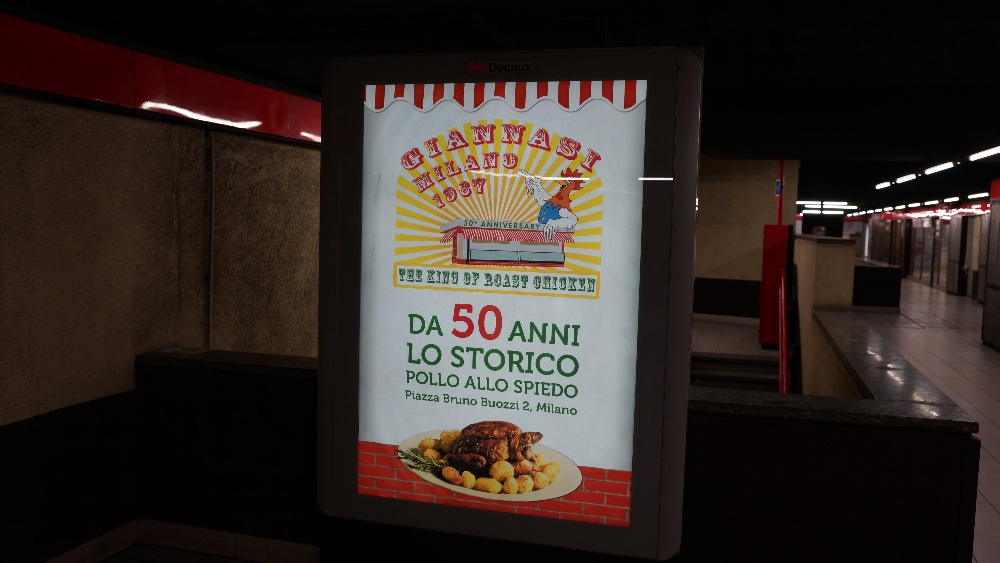 JCDecaux
GIANNASI
MILANO
1967
50TH ANNIVERSARY
THE KING OF ROAST CHICKEN
DA 50 ANNI
LO STORICO
POLLO ALLO SPIEDO
Piazza Bruno Buozzi 2, Milano